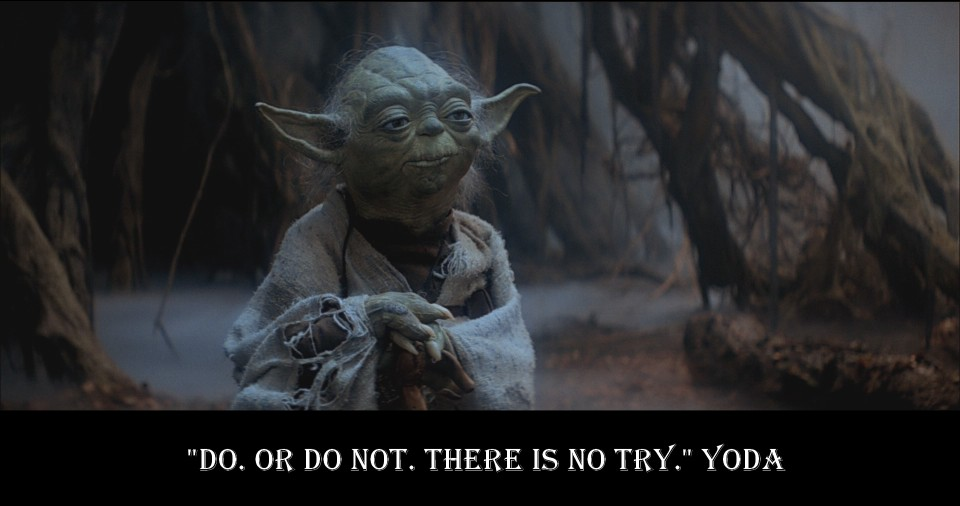 "DO. OR DO NOT. THERE IS NO TRY." YODA